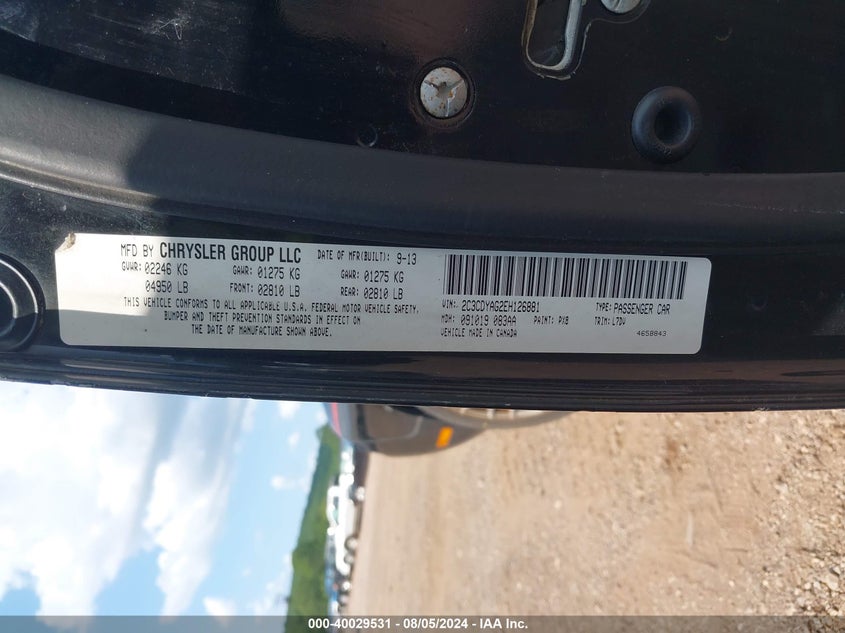 MFD BY CHRYSLER GROUP LLC DATE OF MFR(BUILT): 9-13
GVWR: 02246 KG GAWR: 01275 KG GAWR: 01275 KG
04950 LB FRONT: 02810 LB REAR: 02810 LB
THIS VEHICLE CONFORMS TO ALL APPLICABLE U.S.A. FEDERAL MOTOR VEHICLE SAFETY,
BUMPER AND THEFT PREVENTION STANDARDS IN EFFECT ON
THE DATE OF MANUFACTURE SHOWN ABOVE.
VIN: 2C3CDYAG2EH126881 TYPE: PASSENGER CAR
MDH: 091019 083AA PAINT: PX8 TRIM: L7DV
VEHICLE MADE IN CANADA 4658843
000-40029531 - 08/05/2024 - IAA Inc.